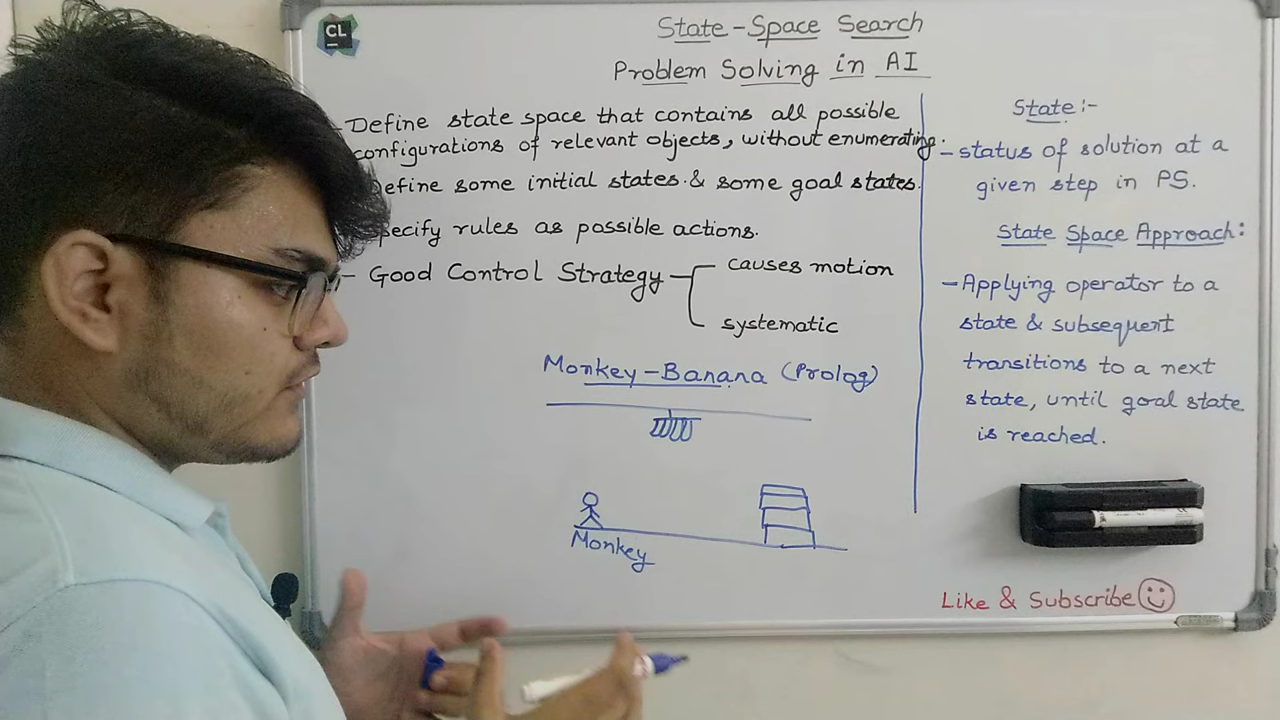 CL
State-Space Search
Problem Solving in AI
- Define state space that contains all possible
configurations of relevant objects, without enumerating.
Define some initial states & some goal states.
pecify rules as possible actions.
- Good Control Strategy - causes motion
systematic
Monkey-Banana (Prolog)
Monkey
State:-
- status of solution at a
given step in PS.
State Space Approach:
- Applying operator to a
state & subsequent
transitions to a next
state, until goal state
is reached.
Like & Subscribe